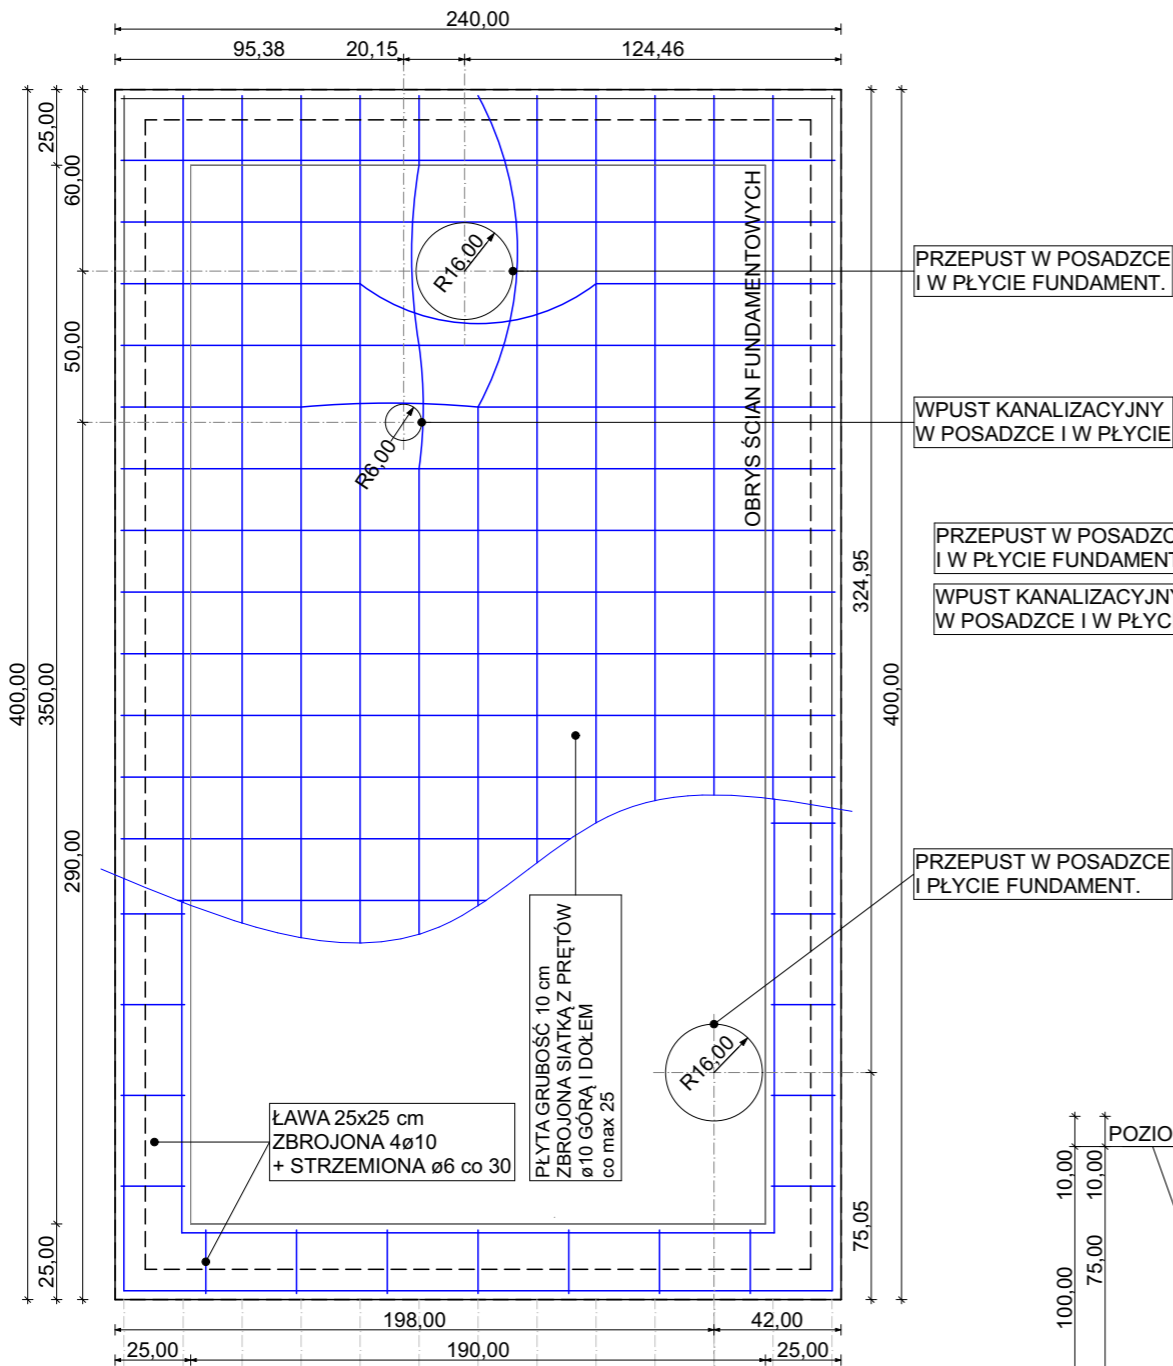 240,00
95,38
20,15
124,46
25,00
60,00
R16,00
OBRYS ŚCIAN FUNDAMENTOWYCH
PRZEPUST W POSADZCE
I W PŁYCIE FUNDAMENT.
50,00
R6,00
WPUST KANALIZACYJNY
W POSADZCE I W PŁYCIE
PRZEPUST W POSADZC
I W PŁYCIE FUNDAMENT
WPUST KANALIZACYJNY
W POSADZCE I W PŁYC
324,95
400,00
350,00
400,00
290,00
PRZEPUST W POSADZCE
I PŁYCIE FUNDAMENT.
PŁYTA GRUBOŚĆ 10 cm
ZBROJONA SIATKĄ Z PRĘTÓW
ø10 GÓRĄ I DOŁEM
co max 25
R16,00
ŁAWA 25x25 cm
ZBROJONA 4ø10
+ STRZEMIONA ø6 co 30
POZIO
10,00
10,00
75,05
25,00
100,00
75,00
198,00
42,00
25,00
190,00
25,00